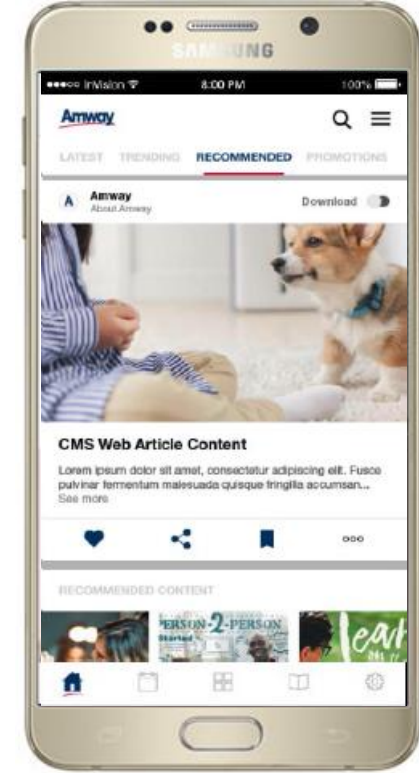 SAMSUNG
InVision 8:00 PM 100%
Amway
LATEST TRENDING RECOMMENDED PROMOTIONS
A Amway Download
About Amway
CMS Web Article Content
Lorem ipsum dolor sit amet, consectetur adipiscing elit. Fusce
pulvinar fermentum malesuada quisque fringilla accumsan...
See more
RECOMMENDED CONTENT
PERSON-2-PERSON
Started